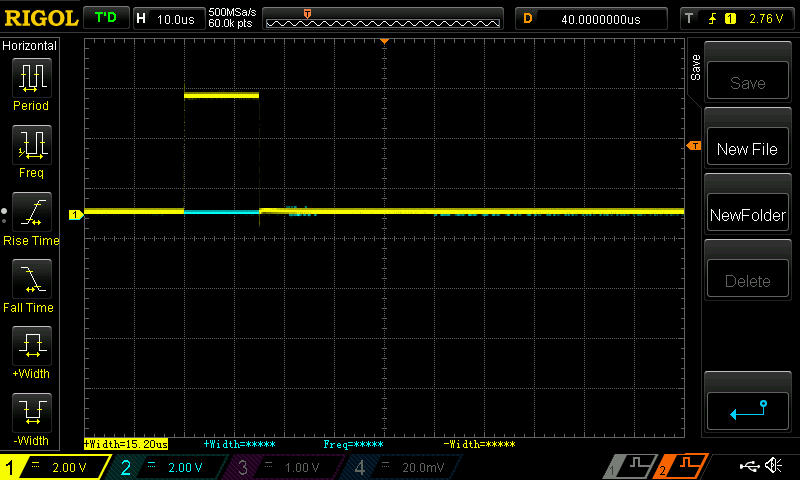 RIGOL T'D H 10.0us 500MSa/s 60.0k pts T D 40.0000000us T 1 2.76 V
Horizontal
Period
Freq
Rise Time
Fall Time
+Width
-Width
1
T
Save
Save
New File
NewFolder
Delete
+Width=15.20us +Width=***** Freq=***** -Width=*****
1 = 2.00 V 2 = 2.00 V 3 = 1.00 V 4 = 20.0mV 1 2